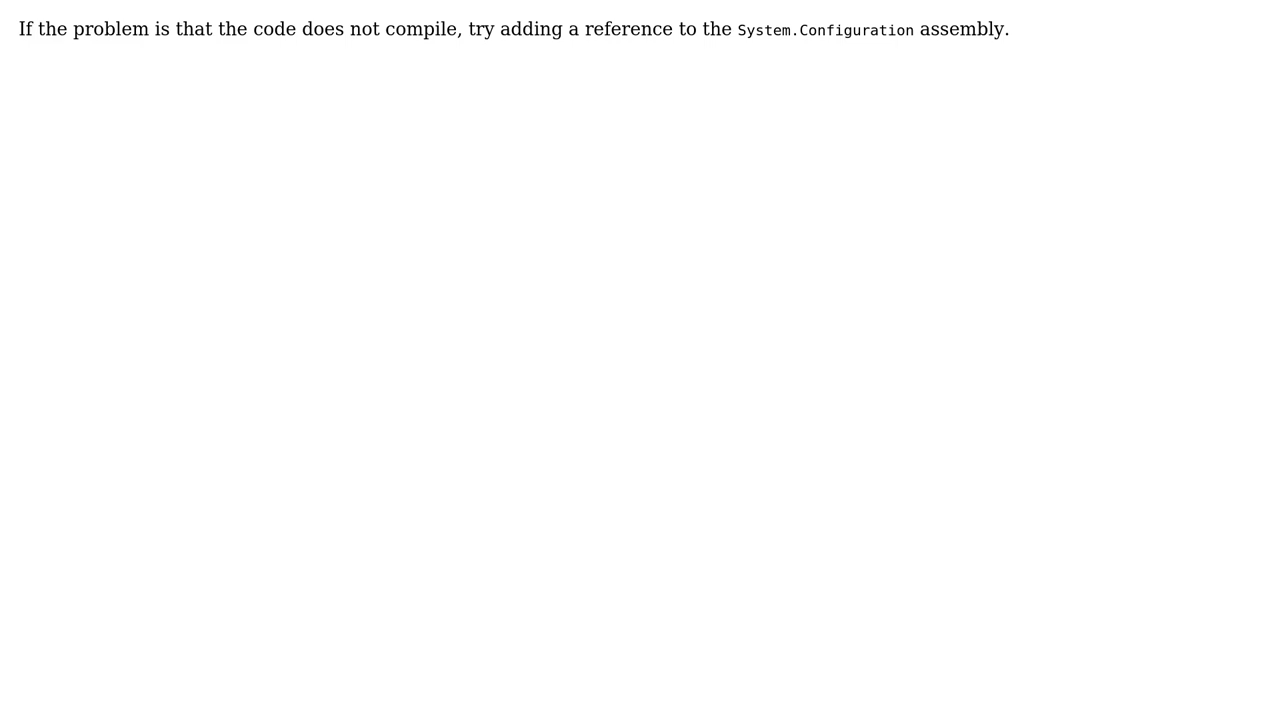 If the problem is that the code does not compile, try adding a reference to the System.Configuration assembly.